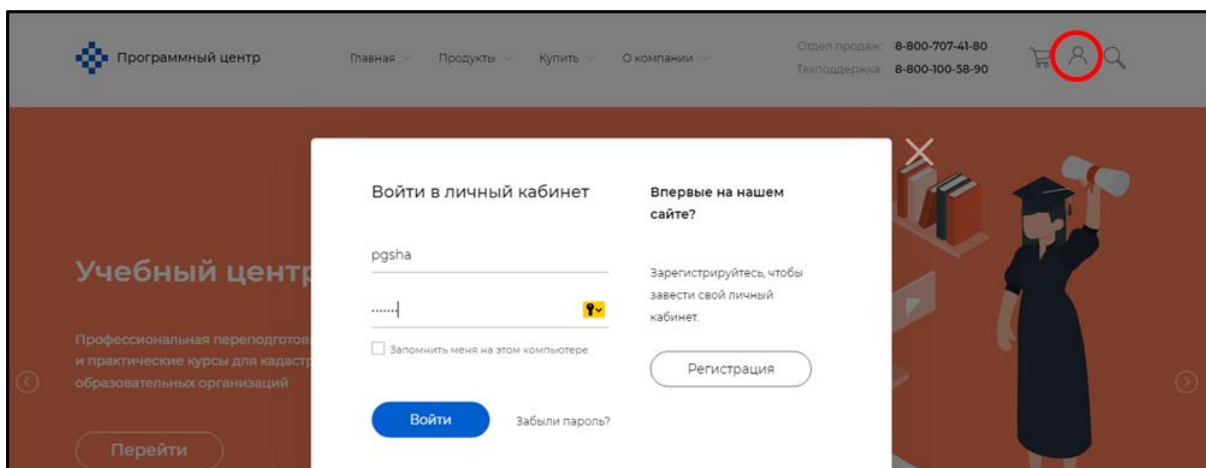 Программный центр
Главная
Продукты
Купить
О компании
Отдел продаж: 8-800-707-41-80
Техподдержка: 8-800-100-58-90
Войти в личный кабинет
pgsha
.......
Запомнить меня на этом компьютере
Войти
Забыли пароль?
Впервые на нашем
сайте?
Зарегистрируйтесь, чтобы
завести свой личный
кабинет.
Регистрация
Учебный центр
Профессиональная
и практические курсы для
образовательных организаций
Перейти